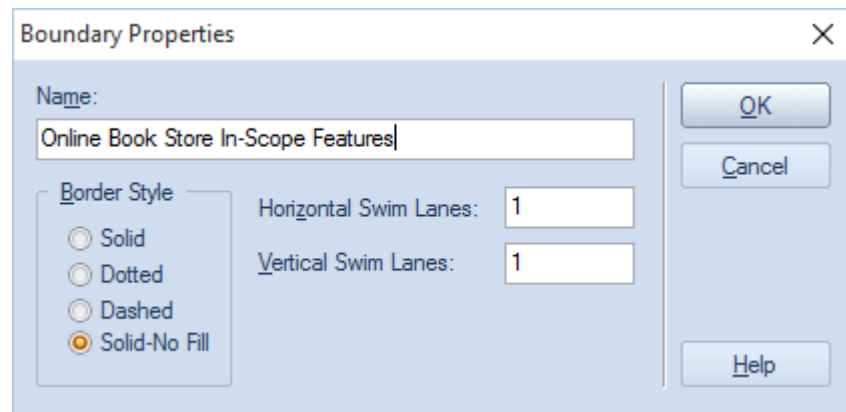 Boundary Properties
Name:
Online Book Store In-Scope Features
OK
Cancel
Border Style
Solid
Dotted
Dashed
Solid-No Fill
Horizontal Swim Lanes: 1
Vertical Swim Lanes: 1
Help